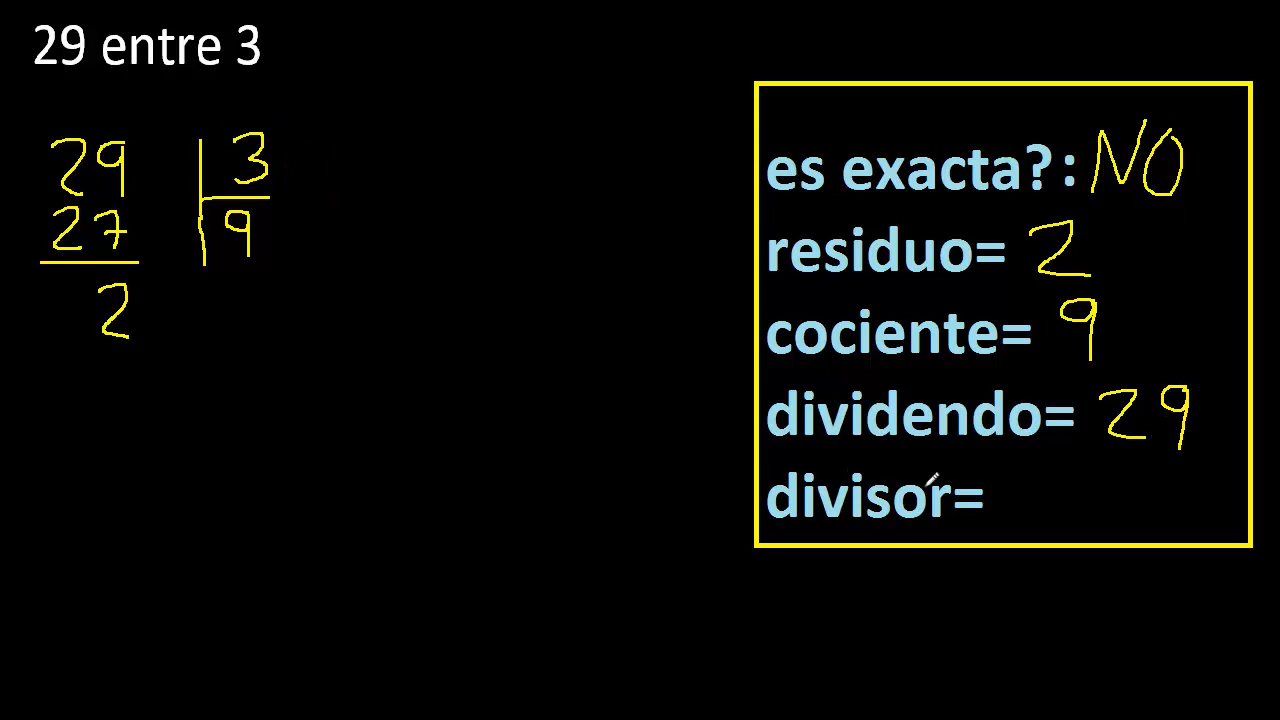 29 entre 3
29 3
27 9
2
es exacta?: NO
residuo= 2
cociente= 9
dividendo= 29
divisor=